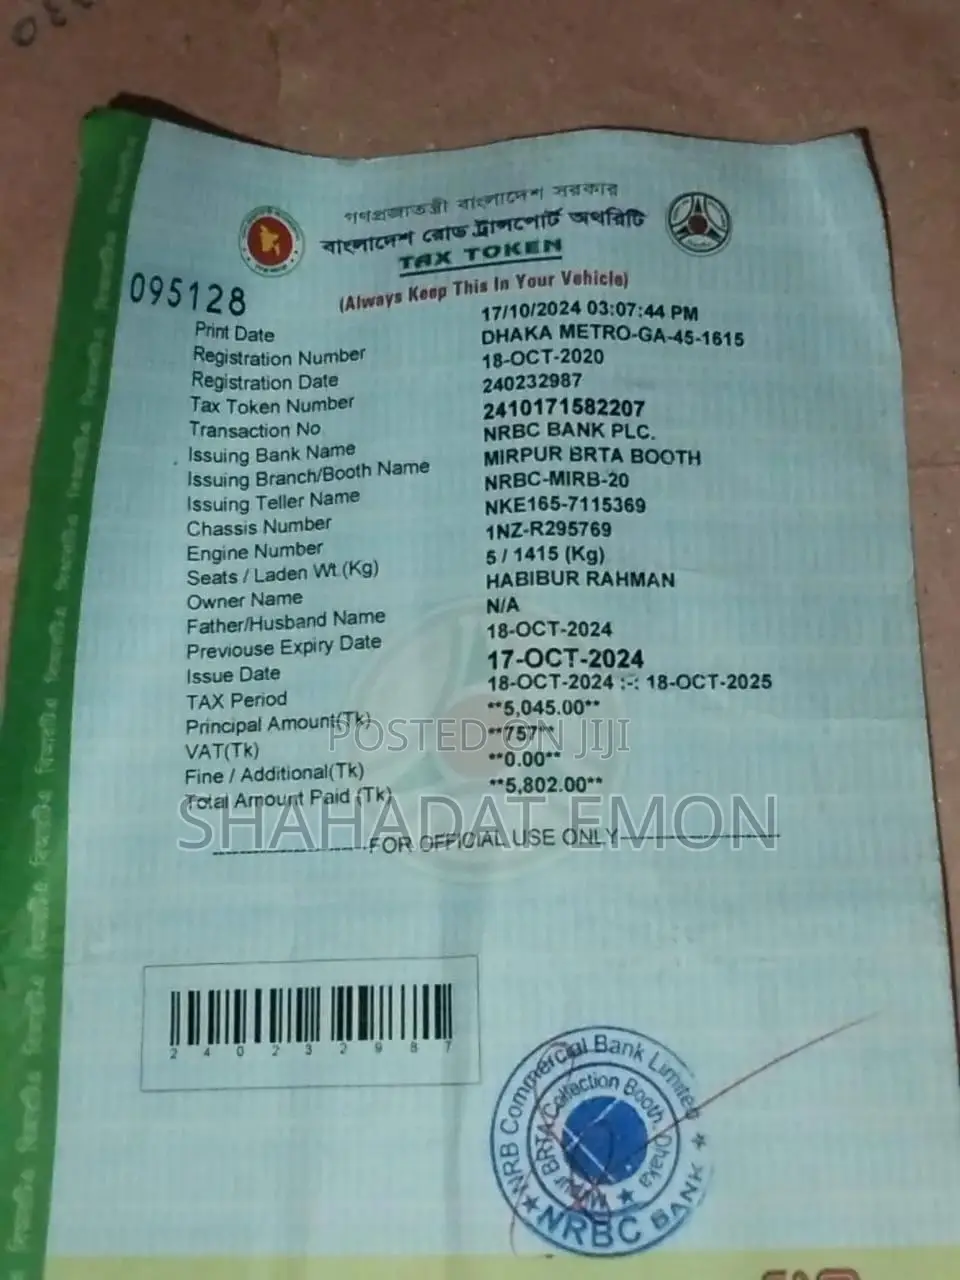 গণপ্রজাতন্ত্রী বাংলাদেশ সরকার
বাংলাদেশ রোড ট্রান্সপোর্ট অথরিটি
TAX TOKEN
(Always Keep This In Your Vehicle)
095128
Print Date 17/10/2024 03:07:44 PM
Registration Number DHAKA METRO-GA-45-1615
Registration Date 18-OCT-2020
Tax Token Number 240232987
Transaction No 2410171582207
Issuing Bank Name NRBC BANK PLC.
Issuing Branch/Booth Name MIRPUR BRTA BOOTH
Issuing Teller Name NRBC-MIRB-20
Chassis Number NKE165-7115369
Engine Number 1NZ-R295769
Seats / Laden Wt.(Kg) 5 / 1415 (Kg)
Owner Name HABIBUR RAHMAN
Father/Husband Name N/A
Previouse Expiry Date 18-OCT-2024
Issue Date 17-OCT-2024
TAX Period 18-OCT-2024 :-: 18-OCT-2025
Principal Amount(Tk) **5,045.00**
VAT(Tk) **757**
Fine / Additional(Tk) **0.00**
Total Amount Paid (Tk) **5,802.00**
POSTED ON JIJI
SHAHADAT EMON
FOR OFFICIAL USE ONLY
240232987
NRB Commercial Bank Limited
Mirpur BRTA Collection Booth, Dhaka
NRBC BANK